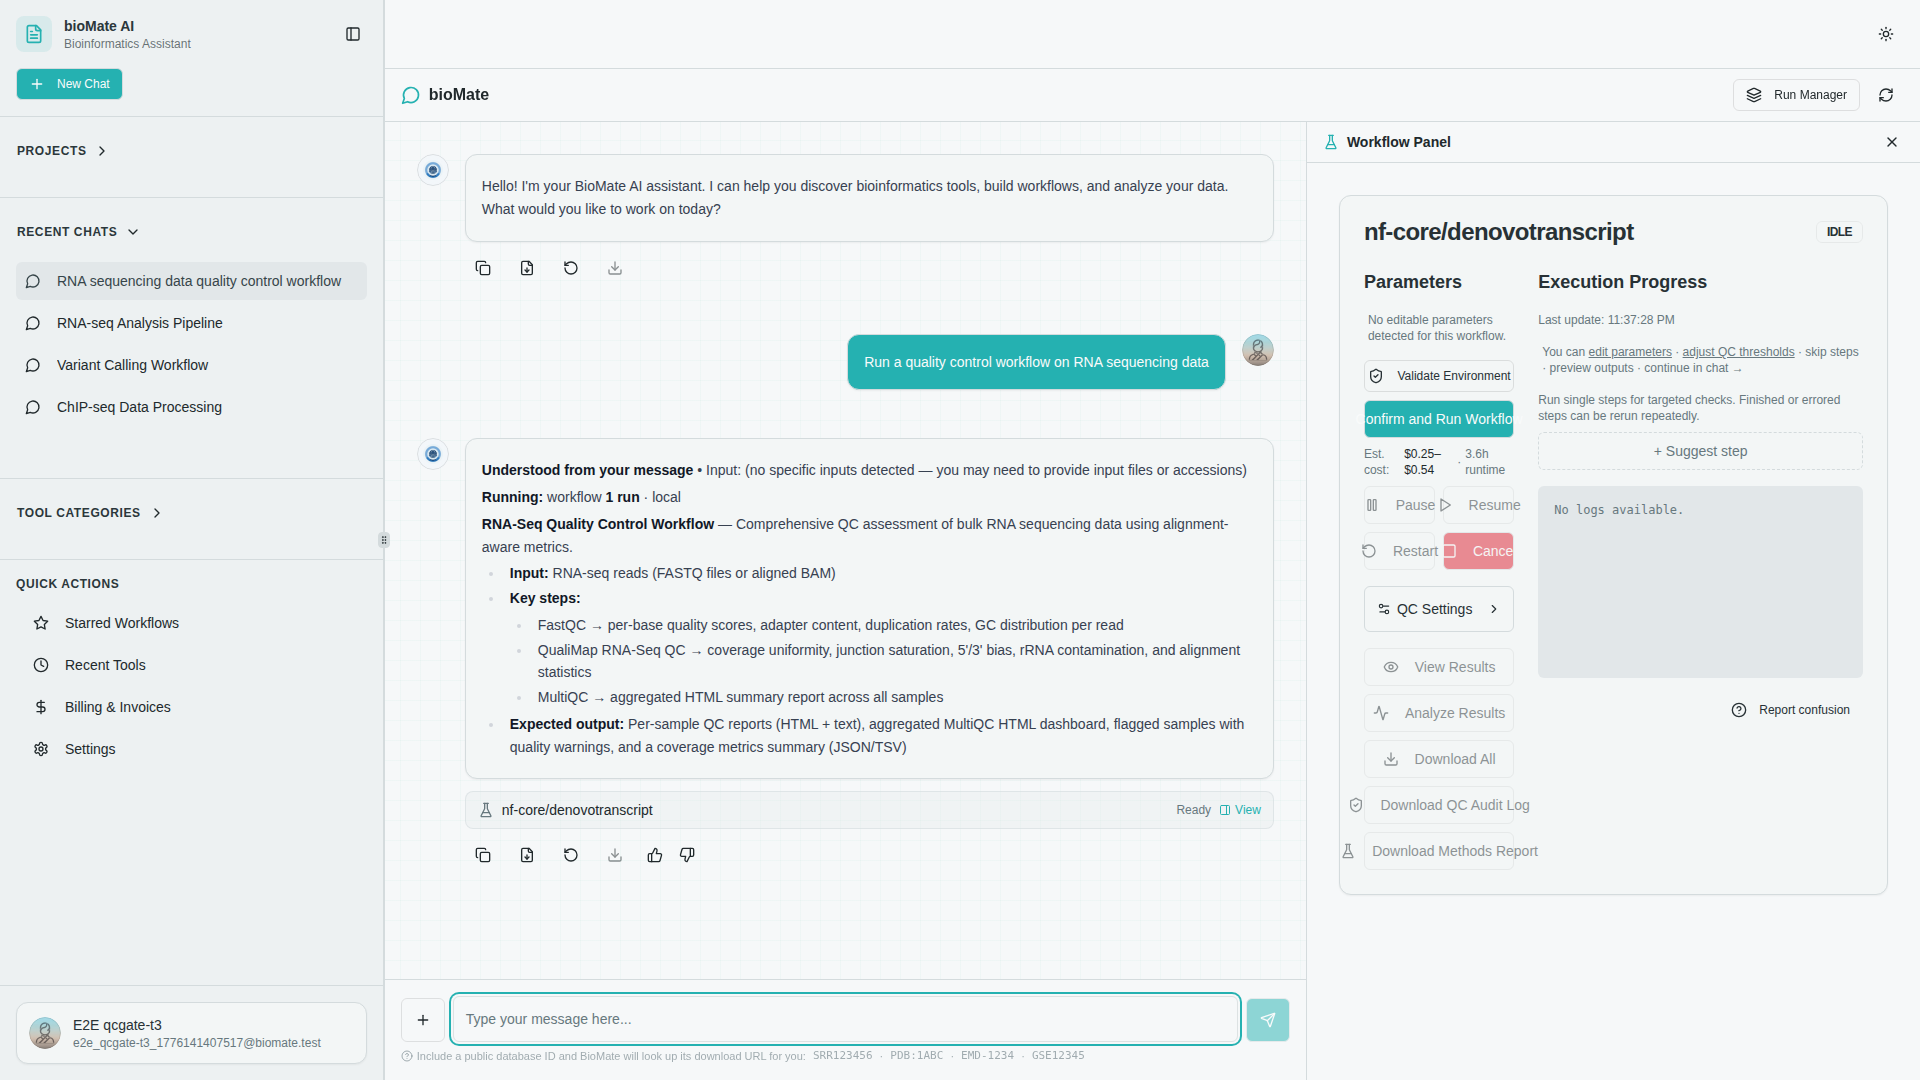 bioMate AI
Bioinformatics Assistant
New Chat
PROJECTS
RECENT CHATS
RNA sequencing data quality control workflow
RNA-seq Analysis Pipeline
Variant Calling Workflow
ChIP-seq Data Processing
TOOL CATEGORIES
QUICK ACTIONS
Starred Workflows
Recent Tools
Billing & Invoices
Settings
E2E qcgate-t3
e2e_qcgate-t3_1776141407517@biomate.test
bioMate
Run Manager
Hello! I'm your BioMate AI assistant. I can help you discover bioinformatics tools, build workflows, and analyze your data.
What would you like to work on today?
Run a quality control workflow on RNA sequencing data
Understood from your message • Input: (no specific inputs detected — you may need to provide input files or accessions)
Running: workflow 1 run · local
RNA-Seq Quality Control Workflow — Comprehensive QC assessment of bulk RNA sequencing data using alignment-
aware metrics.
Input: RNA-seq reads (FASTQ files or aligned BAM)
Key steps:
FastQC → per-base quality scores, adapter content, duplication rates, GC distribution per read
QualiMap RNA-Seq QC → coverage uniformity, junction saturation, 5'/3' bias, rRNA contamination, and alignment
statistics
MultiQC → aggregated HTML summary report across all samples
Expected output: Per-sample QC reports (HTML + text), aggregated MultiQC HTML dashboard, flagged samples with
quality warnings, and a coverage metrics summary (JSON/TSV)
nf-core/denovotranscript
Ready
View
Type your message here...
Include a public database ID and BioMate will look up its download URL for you: SRR123456 · PDB:1ABC · EMD-1234 · GSE12345
Workflow Panel
nf-core/denovotranscript
IDLE
Parameters
No editable parameters
detected for this workflow.
Validate Environment
onfirm and Run Workflo
Est.
cost:
$0.25–
$0.54
·
3.6h
runtime
Pause
Resume
Restart
Cance
QC Settings
View Results
Analyze Results
Download All
Download QC Audit Log
Download Methods Report
Execution Progress
Last update: 11:37:28 PM
You can edit parameters · adjust QC thresholds · skip steps
· preview outputs · continue in chat →
Run single steps for targeted checks. Finished or errored
steps can be rerun repeatedly.
+ Suggest step
No logs available.
Report confusion